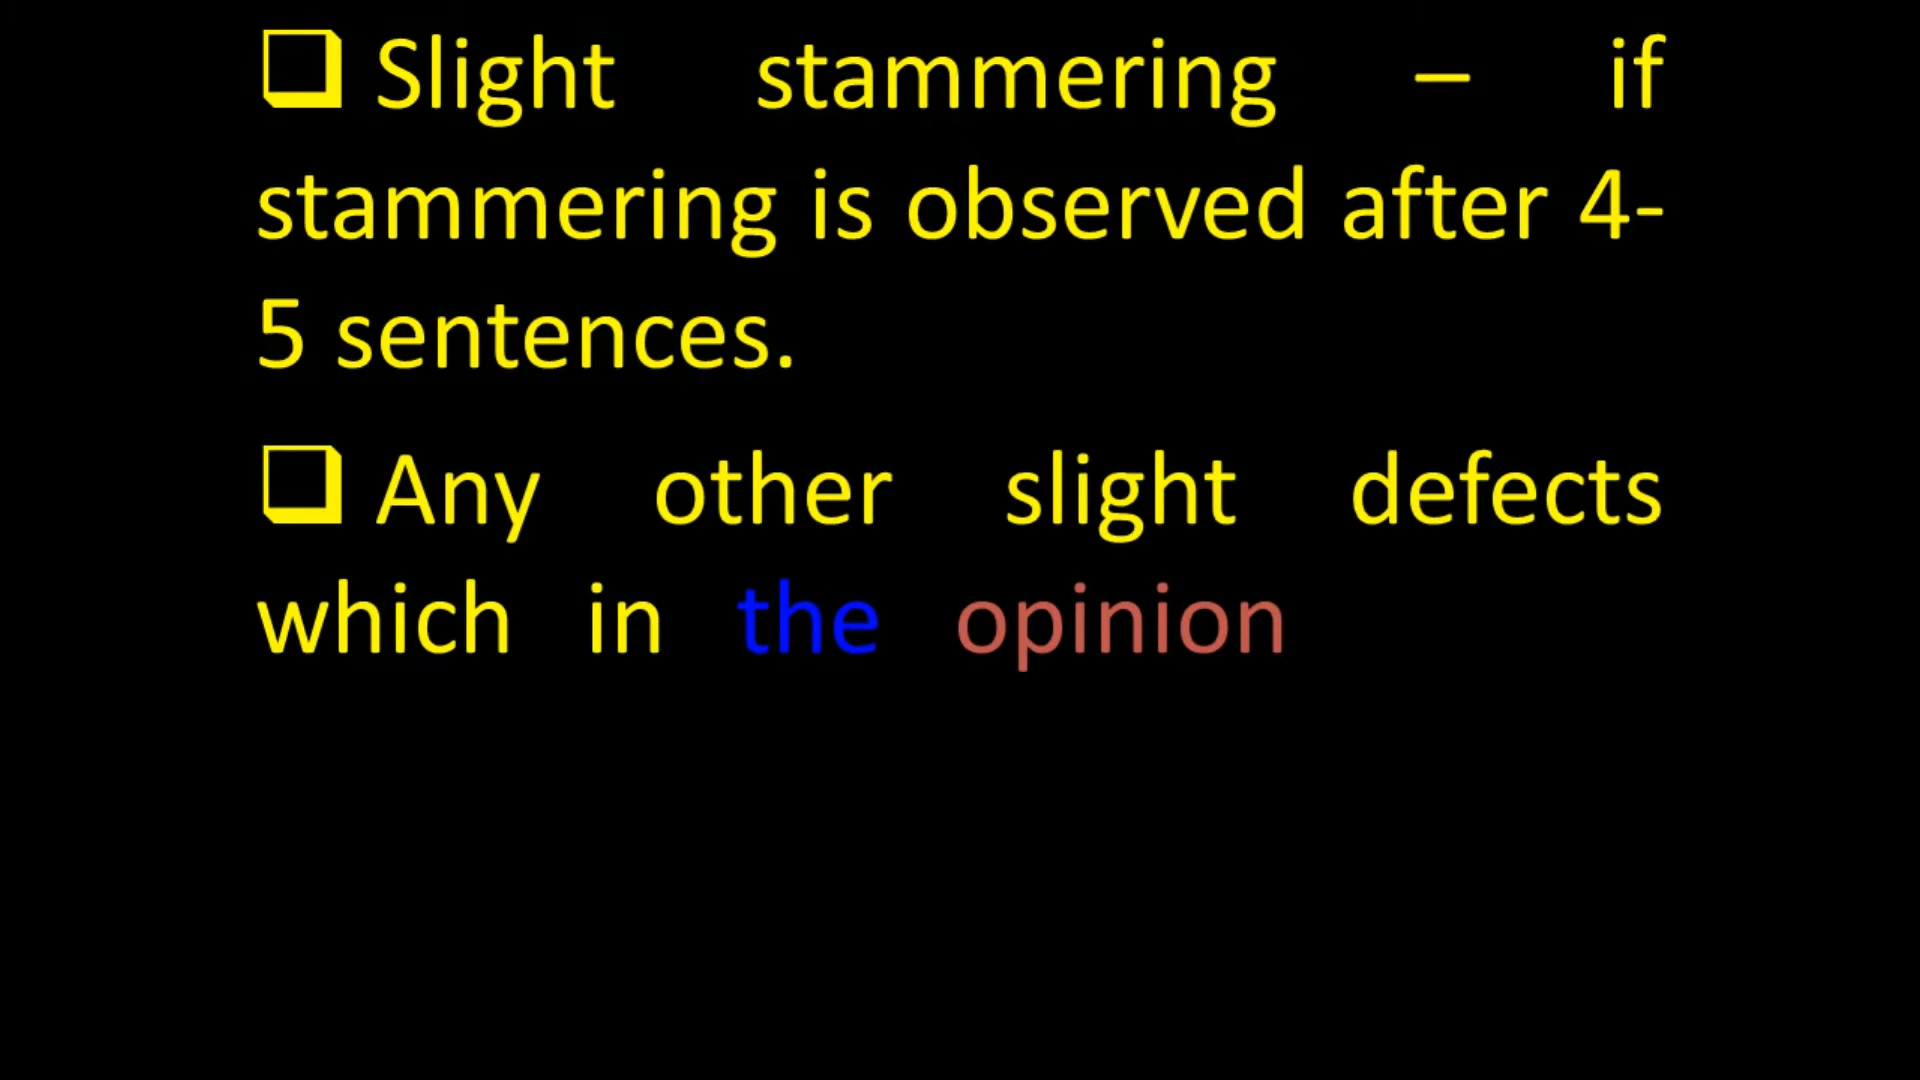 ❑ Slight stammering – if
stammering is observed after 4-
5 sentences.
❑ Any other slight defects
which in the opinion